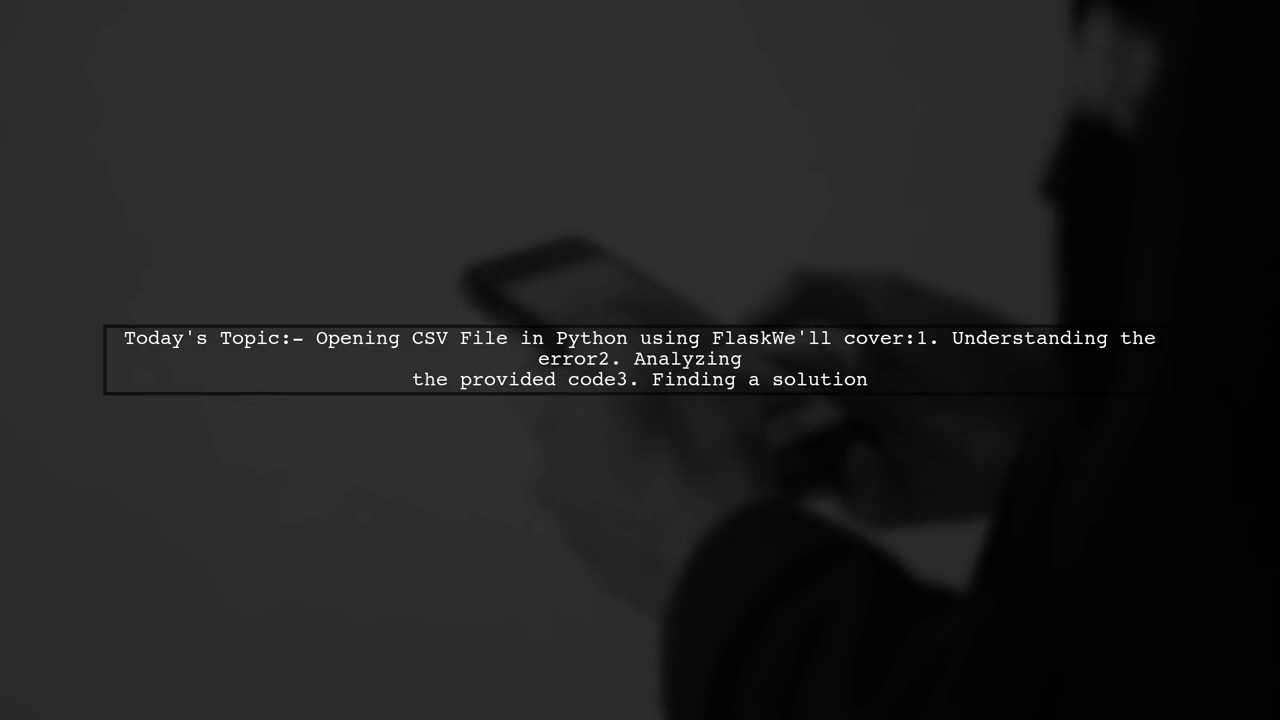 Today's Topic:- Opening CSV File in Python using FlaskWe'll cover:1. Understanding the
error2. Analyzing
the provided code3. Finding a solution